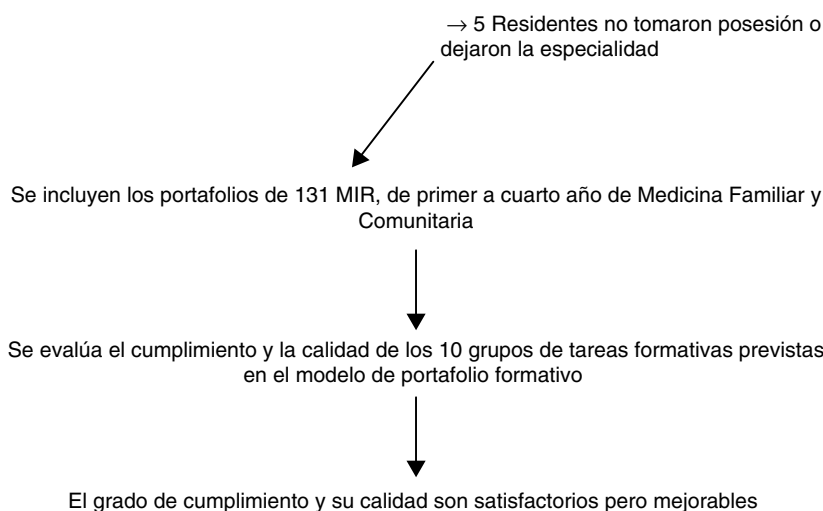 → 5 Residentes no tomaron posesión o
dejaron la especialidad
Se incluyen los portafolios de 131 MIR, de primer a cuarto año de Medicina Familiar y
Comunitaria
Se evalúa el cumplimiento y la calidad de los 10 grupos de tareas formativas previstas
en el modelo de portafolio formativo
El grado de cumplimiento y su calidad son satisfactorios pero mejorables